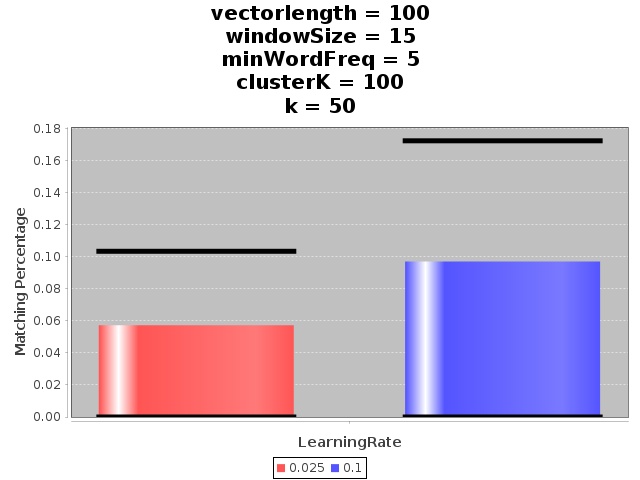 vectorlength = 100
windowSize = 15
minWordFreq = 5
clusterK = 100
k = 50
0.18
0.16
0.14
0.12
0.10
0.08
0.06
0.04
0.02
0.00
Matching Percentage
LearningRate
0.025 0.1